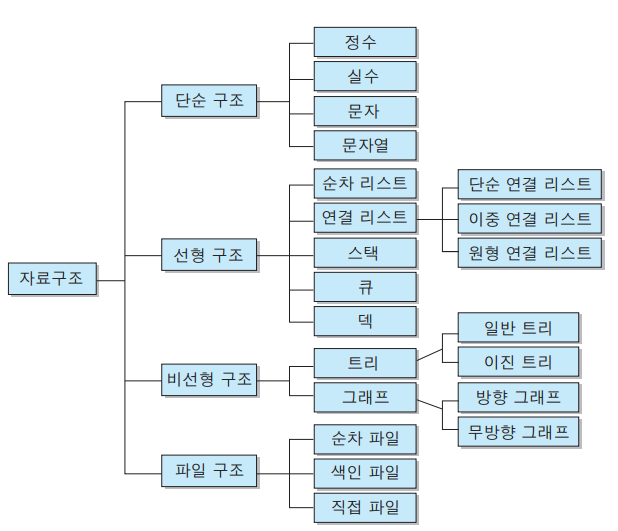 자료구조
단순 구조
정수
실수
문자
문자열
선형 구조
순차 리스트
연결 리스트
단순 연결 리스트
이중 연결 리스트
원형 연결 리스트
스택
큐
덱
비선형 구조
트리
일반 트리
이진 트리
그래프
방향 그래프
무방향 그래프
파일 구조
순차 파일
색인 파일
직접 파일